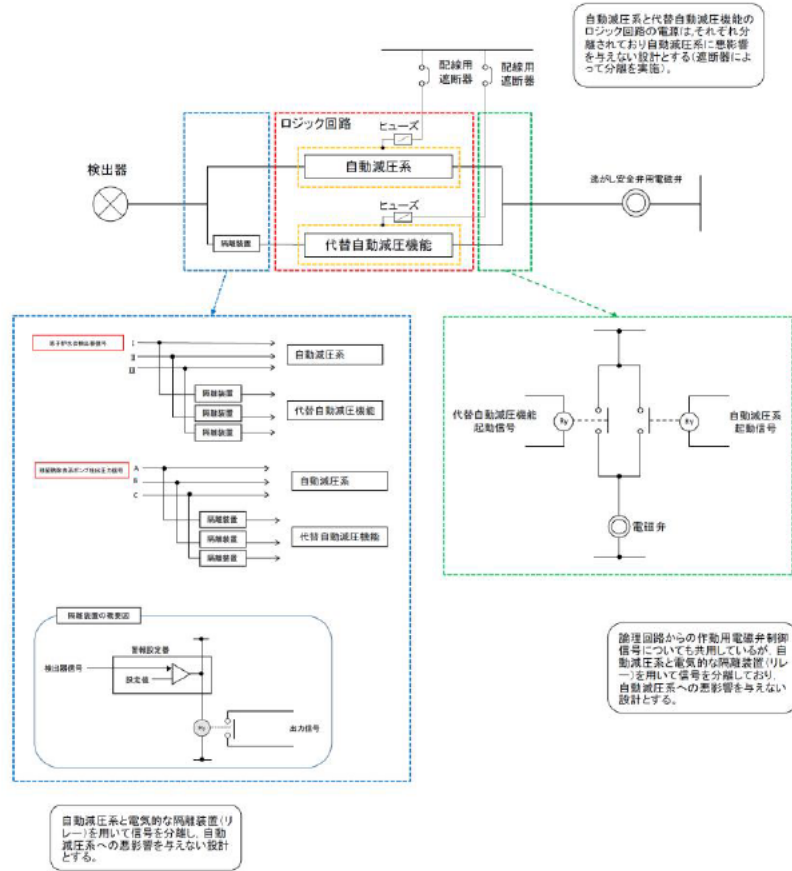 自動減圧系と代替自動減圧機能の
ロジック回路の電源は、それぞれ分
離されており自動減圧系に悪影響
を与えない設計とする(遮断器によ
って分離を実施)。
配線用
遮断器
配線用
遮断器
ロジック回路
ヒューズ
検出器
自動減圧系
逃がし安全弁用電磁弁
ヒューズ
隔離装置
代替自動減圧機能
原子炉水位検出器信号
I
II
III
自動減圧系
隔離装置
隔離装置
隔離装置
代替自動減圧機能
A
B
C
自動減圧系
隔離装置
隔離装置
隔離装置
代替自動減圧機能
隔離装置の概要図
警報設定器
検出器信号
設定値
Ry
出力信号
代替自動減圧機能
起動信号
Ry
Ry
自動減圧系
起動信号
電磁弁
論理回路からの作動用電磁弁制御
信号についても共用しているが、自
動減圧系と電気的な隔離装置(リレ
ー)を用いて信号を分離しており、
自動減圧系への悪影響を与えない
設計とする。
自動減圧系と電気的な隔離装置(リ
レー)を用いて信号を分離し、自動
減圧系への悪影響を与えない設計
とする。